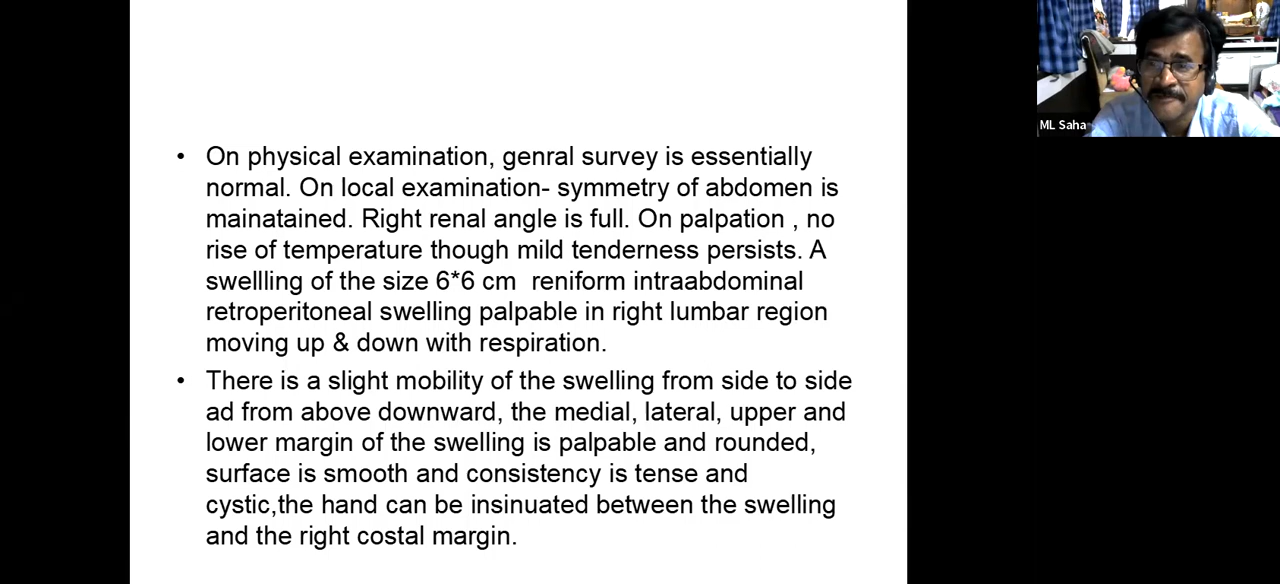 • On physical examination, genral survey is essentially
normal. On local examination- symmetry of abdomen is
mainatained. Right renal angle is full. On palpation , no
rise of temperature though mild tenderness persists. A
swellling of the size 6*6 cm  reniform intraabdominal
retroperitoneal swelling palpable in right lumbar region
moving up & down with respiration.
• There is a slight mobility of the swelling from side to side
ad from above downward, the medial, lateral, upper and
lower margin of the swelling is palpable and rounded,
surface is smooth and consistency is tense and
cystic,the hand can be insinuated between the swelling
and the right costal margin.
ML Saha